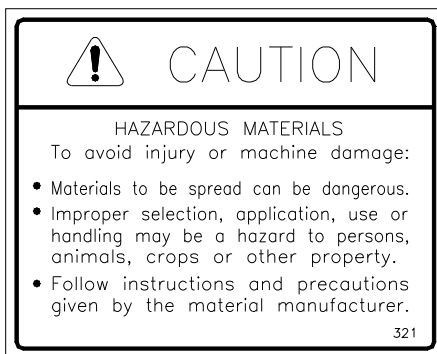 CAUTION
HAZARDOUS MATERIALS
To avoid injury or machine damage:
• Materials to be spread can be dangerous.
• Improper selection, application, use or
handling may be a hazard to persons,
animals, crops or other property.
• Follow instructions and precautions
given by the material manufacturer.
321